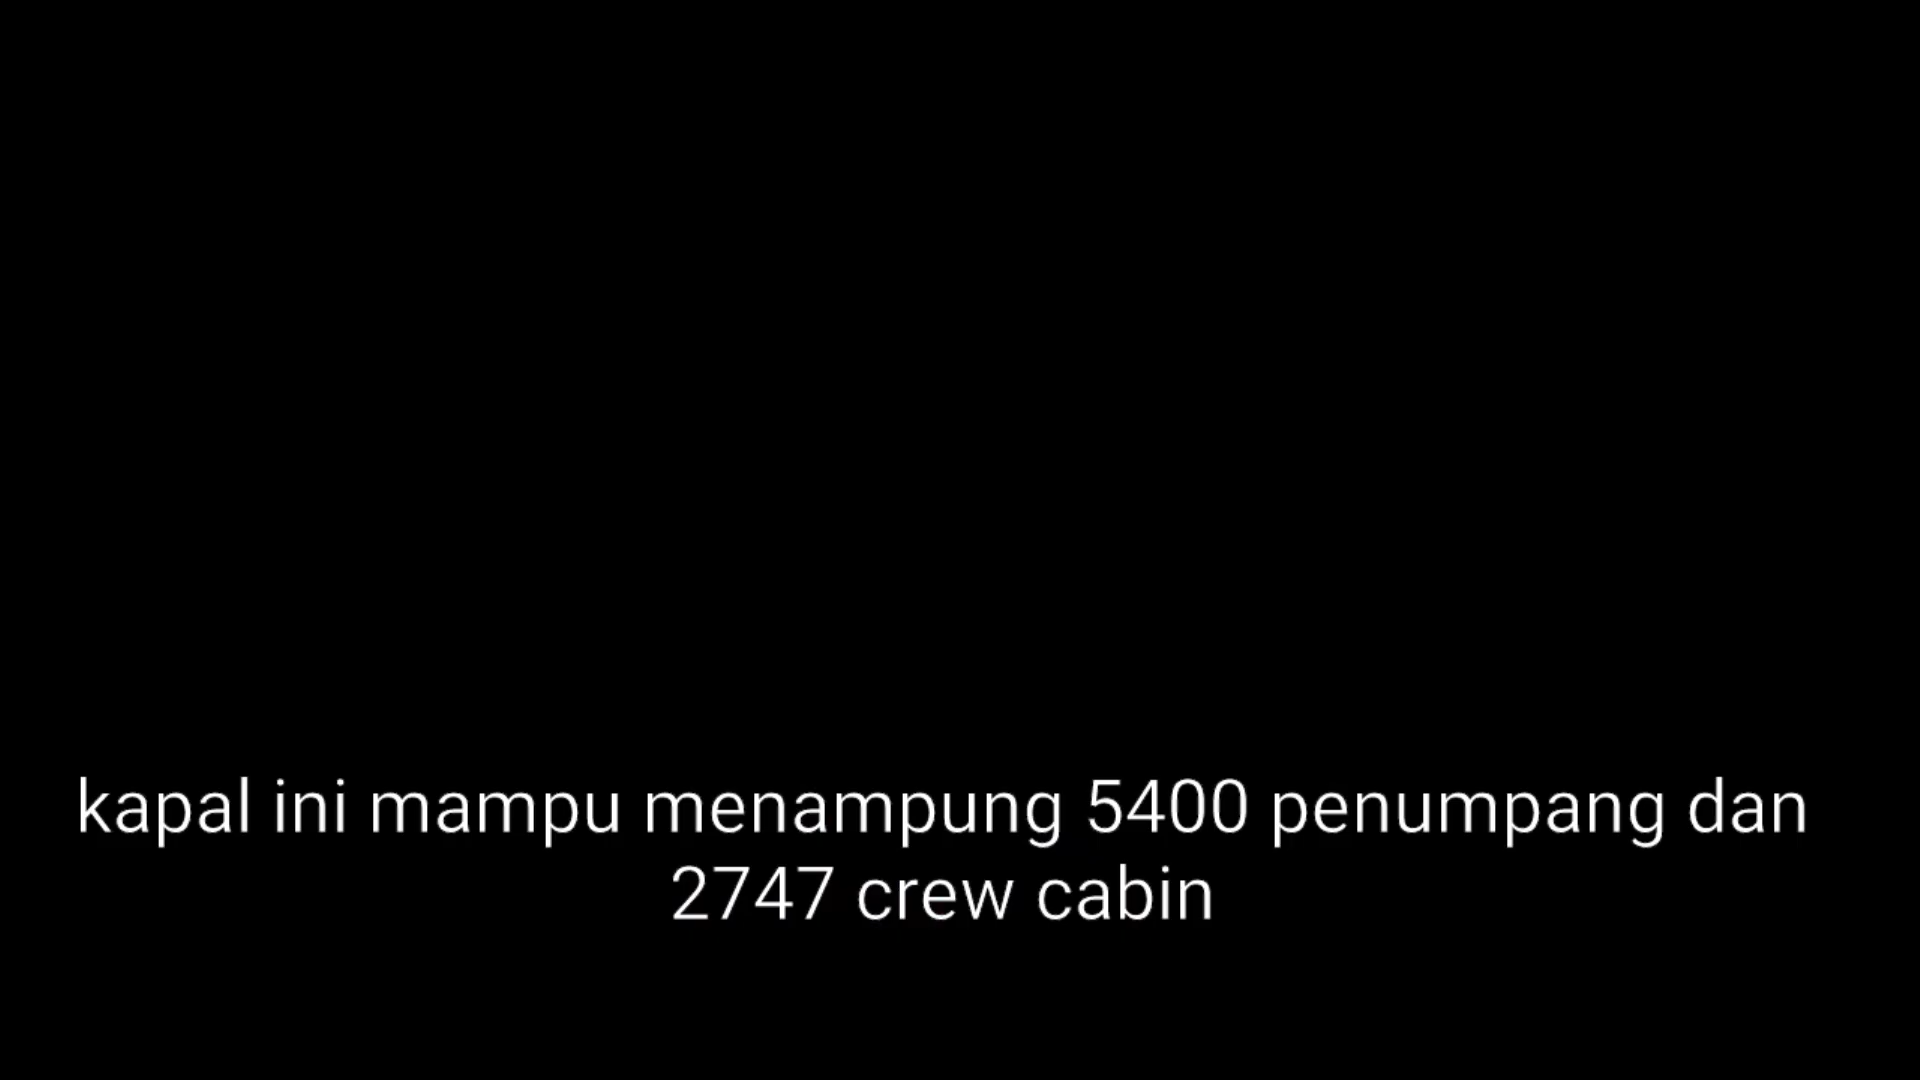 kapal ini mampu menampung 5400 penumpang dan
2747 crew cabin